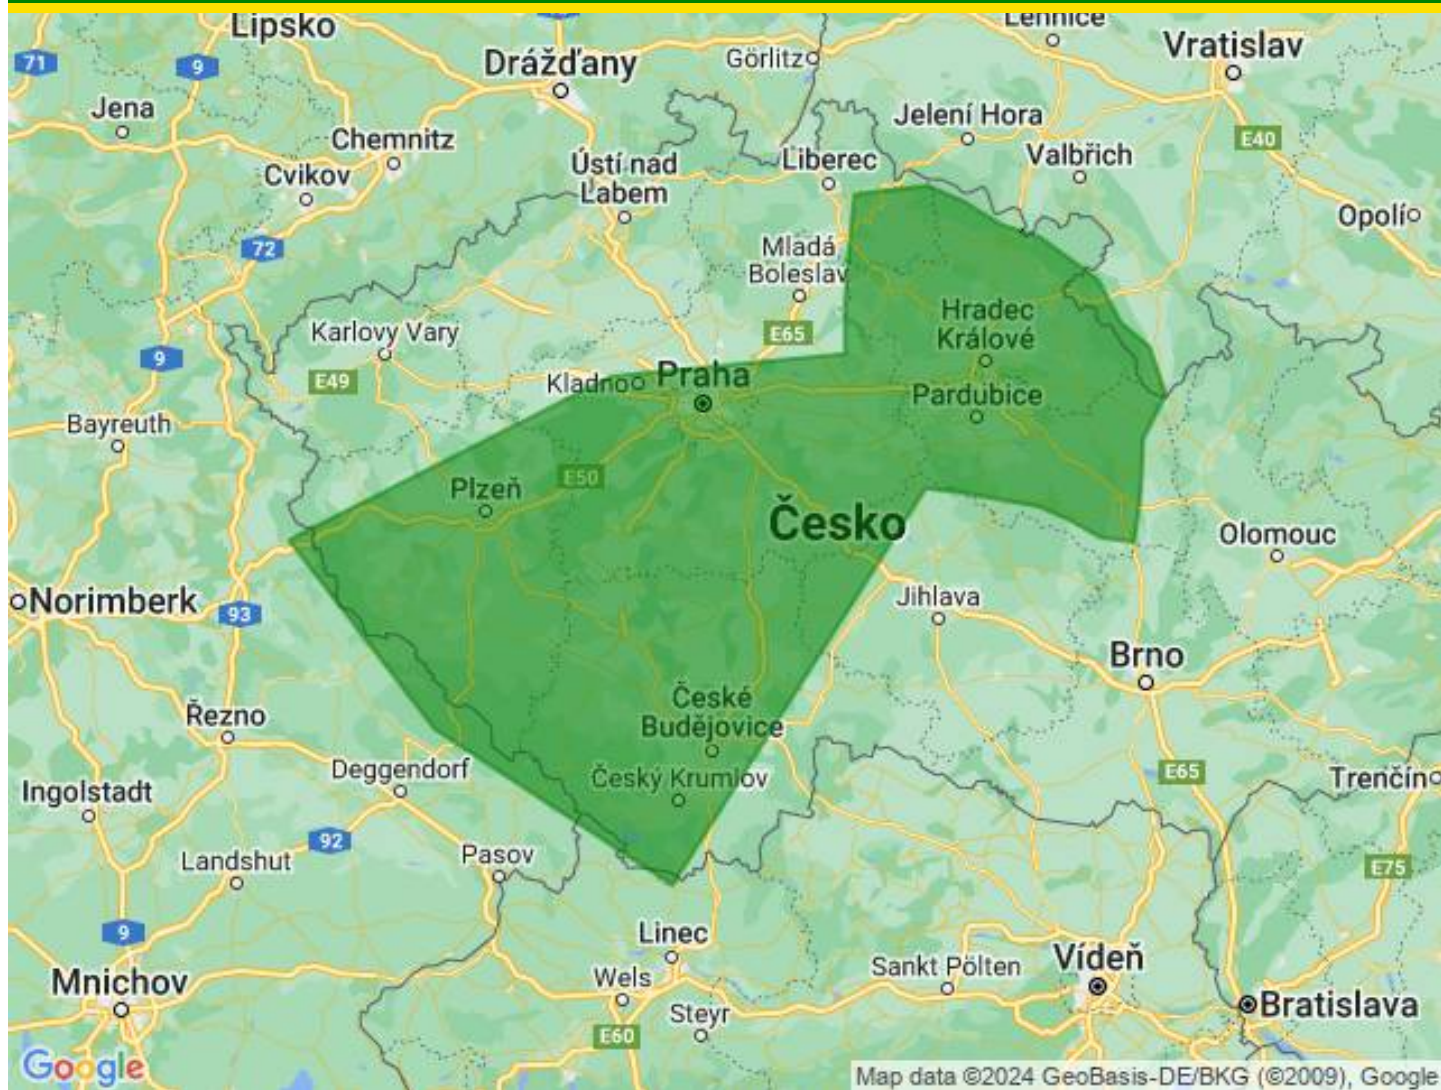 Lipsko
Lehnice
71
9
Drážďany
Görlitz
Vratislav
Jena
Chemnitz
Jelení Hora
E40
Cvikov
Ústí nad
Labem
Liberec
Valbřich
72
Opolí
Mladá
Boleslav
Karlovy Vary
E65
Hradec
Králové
9
E49
Kladno
Praha
Pardubice
Bayreuth
Plzeň
E50
Česko
Olomouc
Norimberk
93
Jihlava
Brno
Řezno
České
Budějovice
Deggendorf
Český Krumlov
E65
Trenčín
Ingolstadt
92
Landshut
Pasov
E75
9
Linec
Mnichov
Wels
Sankt Pölten
Vídeň
Steyr
Bratislava
E60
Google
Map data ©2024 GeoBasis-DE/BKG (©2009), Google